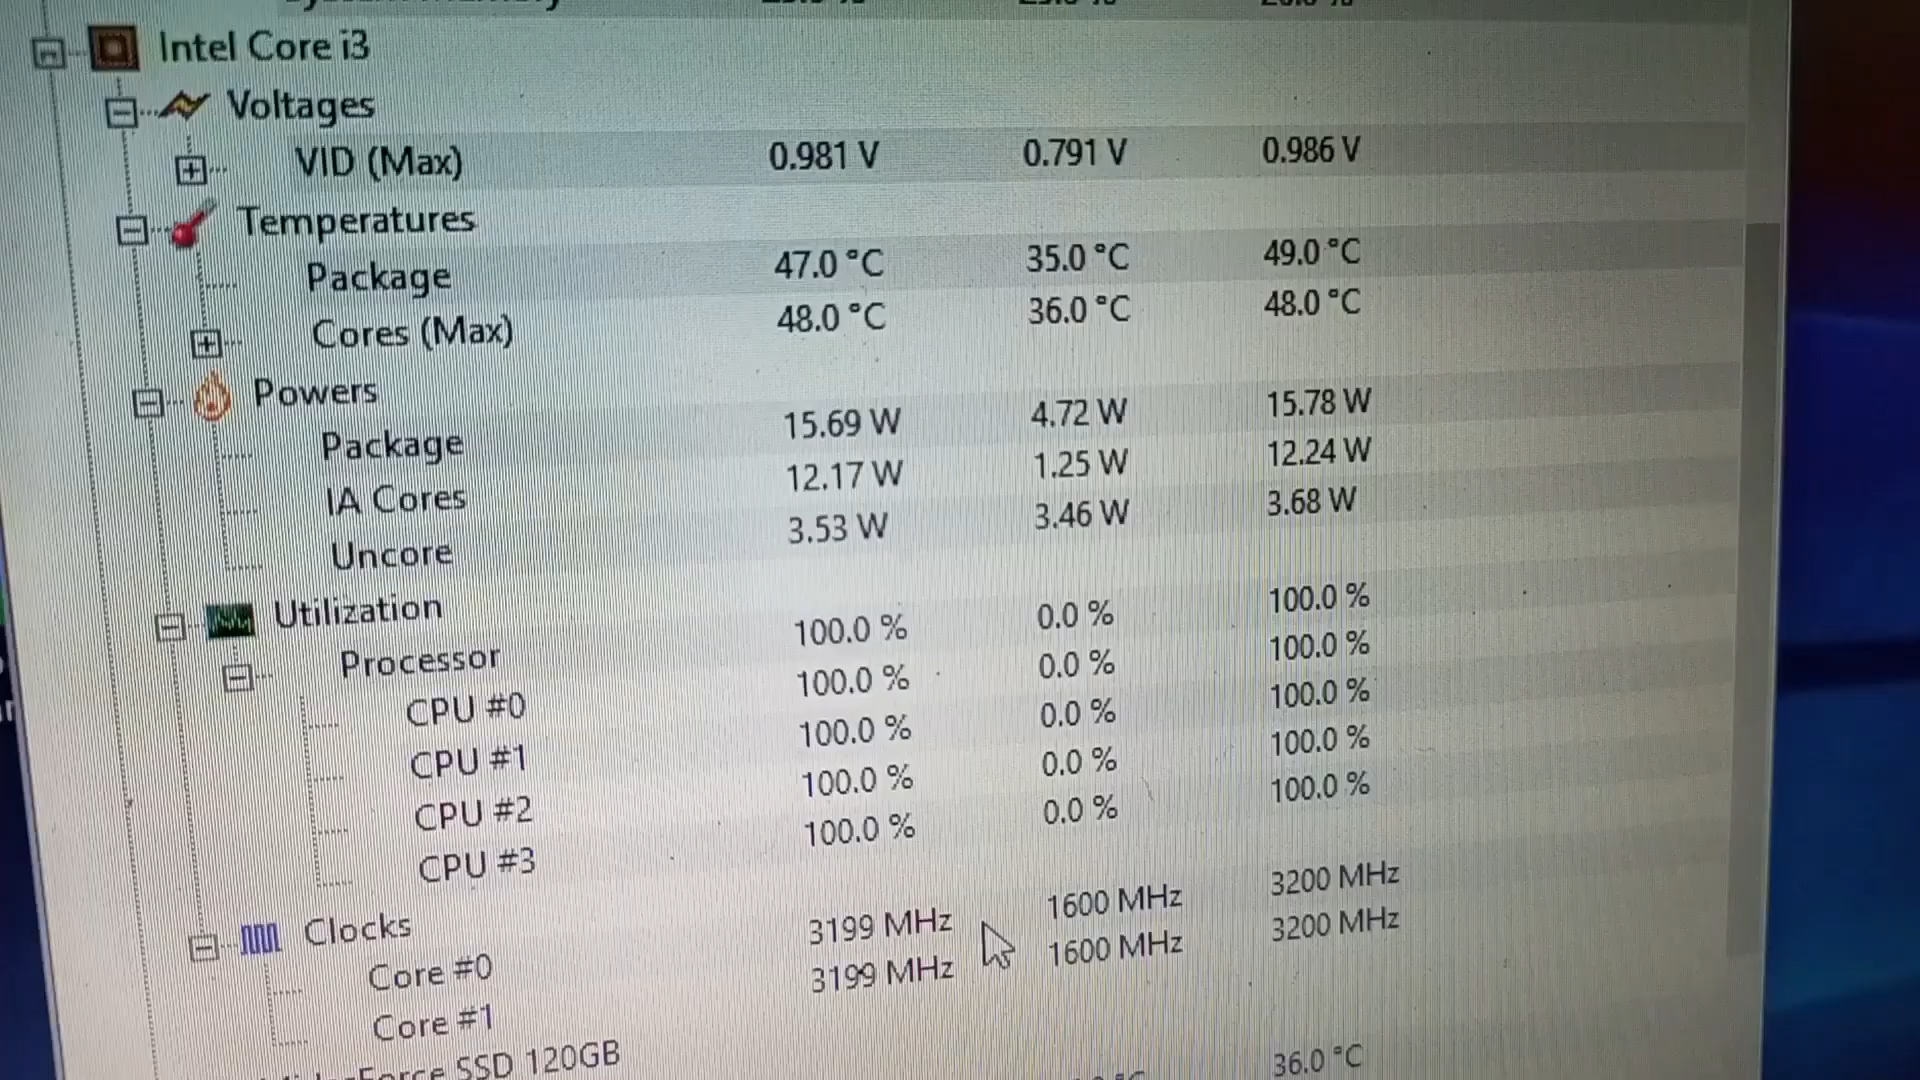 Intel Core i3
Voltages
VID (Max) 0.981 V 0.791 V 0.986 V
Temperatures
Package 47.0 °C 35.0 °C 49.0 °C
Cores (Max) 48.0 °C 36.0 °C 48.0 °C
Powers
Package 15.69 W 4.72 W 15.78 W
IA Cores 12.17 W 1.25 W 12.24 W
Uncore 3.53 W 3.46 W 3.68 W
Utilization
Processor 100.0 % 0.0 % 100.0 %
CPU #0 100.0 % 0.0 % 100.0 %
CPU #1 100.0 % 0.0 % 100.0 %
CPU #2 100.0 % 0.0 % 100.0 %
CPU #3 100.0 % 0.0 % 100.0 %
Clocks
Core #0 3199 MHz 1600 MHz 3200 MHz
Core #1 3199 MHz 1600 MHz 3200 MHz
SSD 120GB
36.0 °C